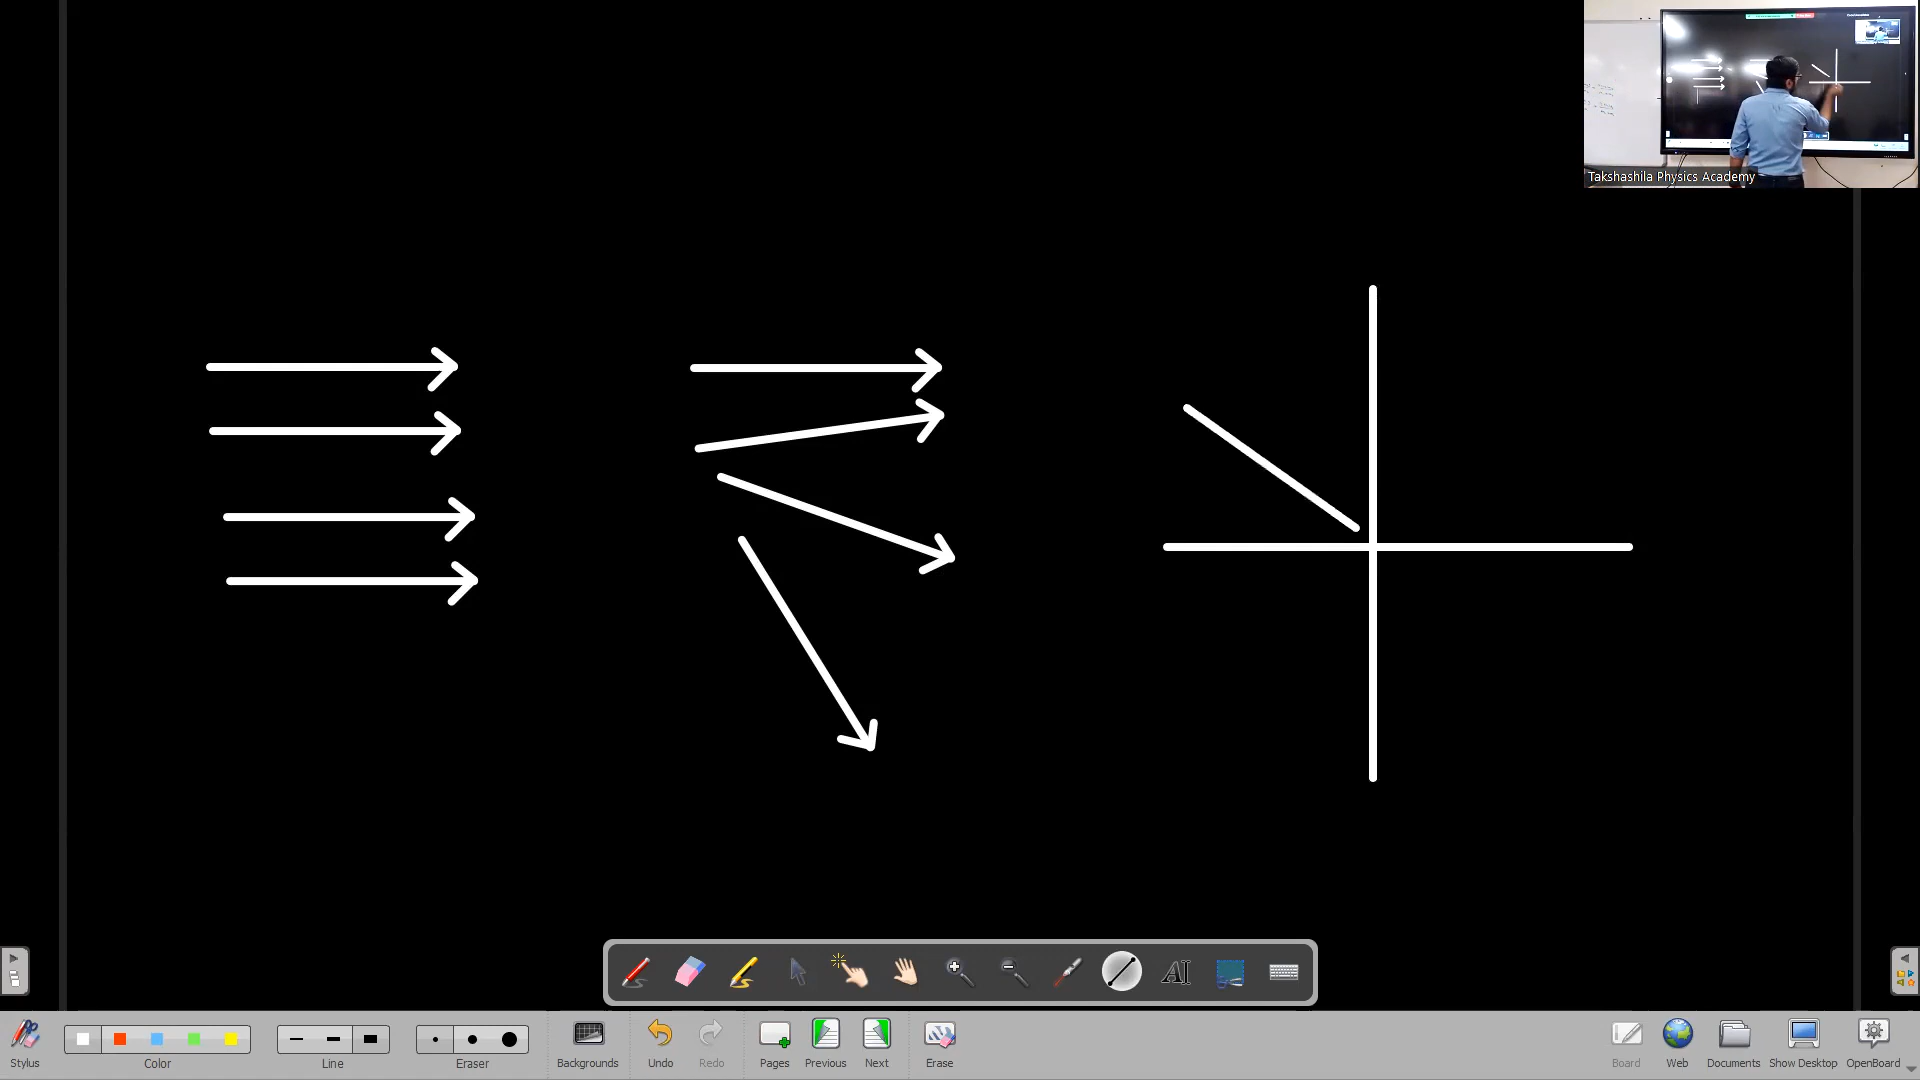 Takshashila Physics Academy
AI
Stylus
Color
Line
Eraser
Backgrounds
Undo
Redo
Pages
Previous
Next
Erase
Board
Web
Documents
Show Desktop
OpenBoard